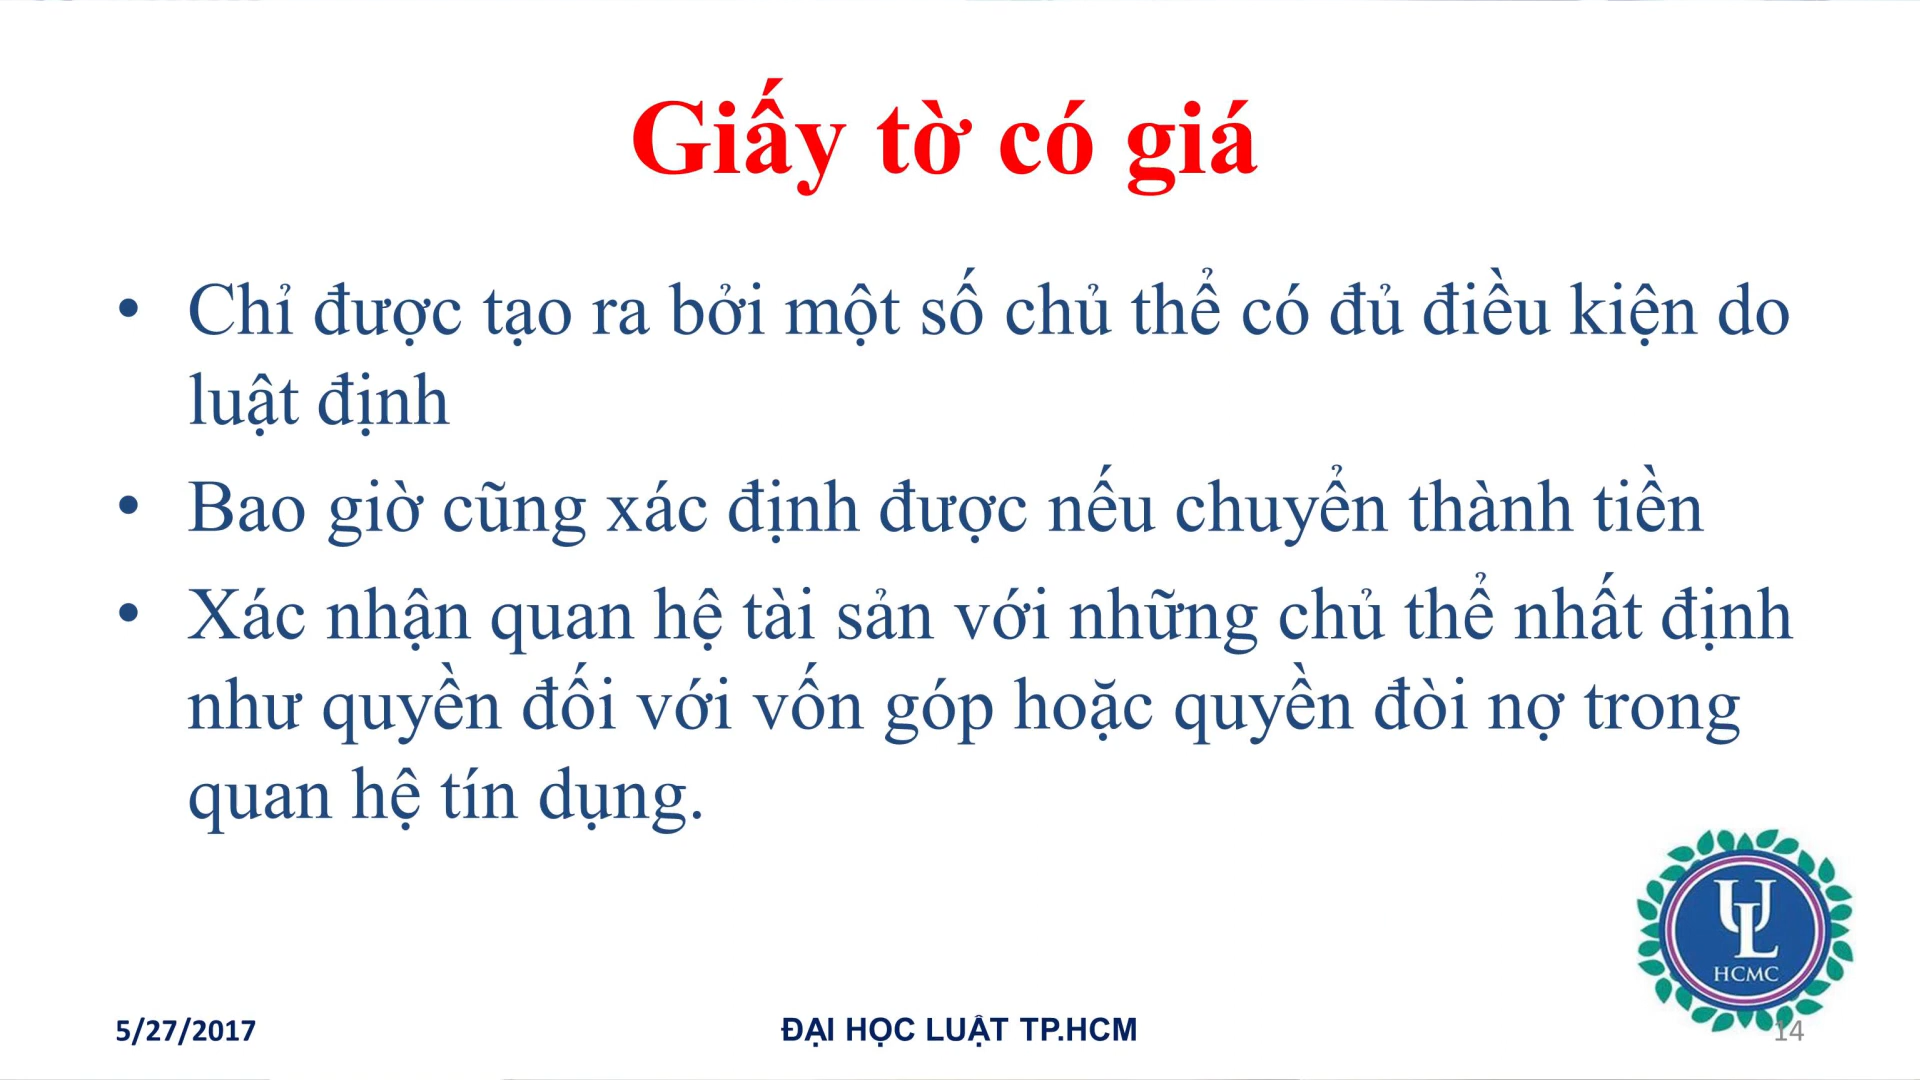 Giấy tờ có giá
• Chỉ được tạo ra bởi một số chủ thể có đủ điều kiện do
luật định
• Bao giờ cũng xác định được nếu chuyển thành tiền
• Xác nhận quan hệ tài sản với những chủ thể nhất định
như quyền đối với vốn góp hoặc quyền đòi nợ trong
quan hệ tín dụng.
UL
HCMC
5/27/2017
ĐẠI HỌC LUẬT TP.HCM
14